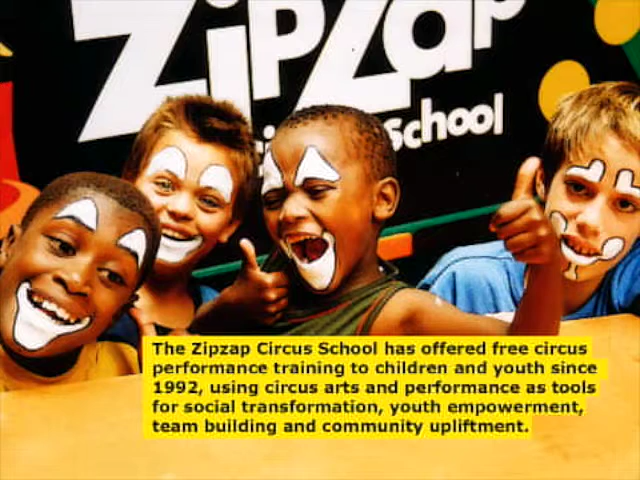 ZipZap
school
The Zipzap Circus School has offered free circus
performance training to children and youth since
1992, using circus arts and performance as tools
for social transformation, youth empowerment,
team building and community upliftment.